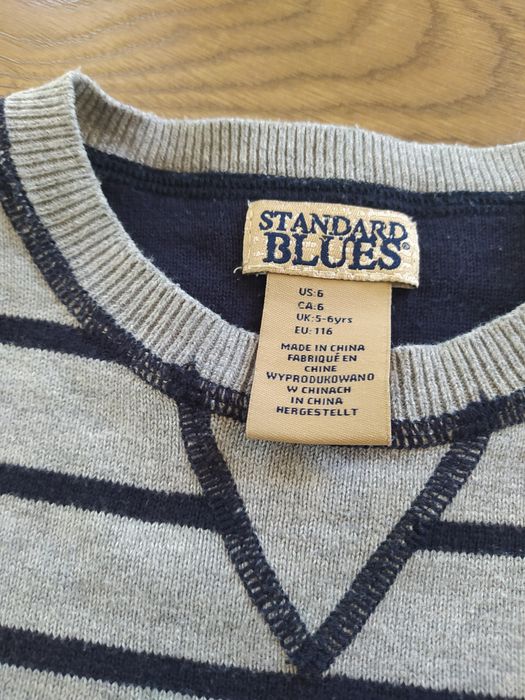 STANDARD
BLUES®
US:6
CA:6
UK:5-6yrs
EU: 116
MADE IN CHINA
FABRIQUÉ EN
CHINE
WYPRODUKOWANO
W CHINACH
IN CHINA
HERGESTELLT